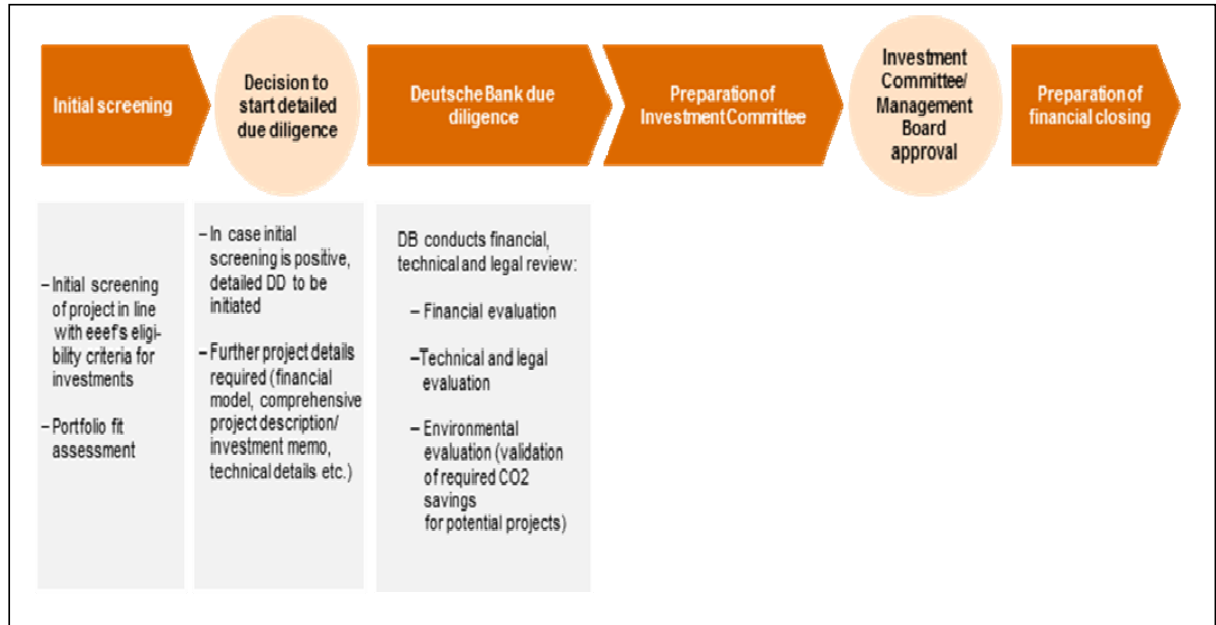 Initial screening
Decision to
start detailed
due diligence
Deutsche Bank due
diligence
Preparation of
Investment Committee
Investment
Committee/
Management
Board
approval
Preparation of
financial closing
– Initial screening
of project in line
with eeef's eligi-
bility criteria for
investments
– Portfolio fit
assessment
– In case initial
screening is positive,
detailed DD to be
initiated
– Further project details
required (financial
model, comprehensive
project description/
investment memo,
technical details etc.)
DB conducts financial,
technical and legal review:
– Financial evaluation
–Technical and legal
evaluation
– Environmental
evaluation (validation
of required CO2
savings
for potential projects)